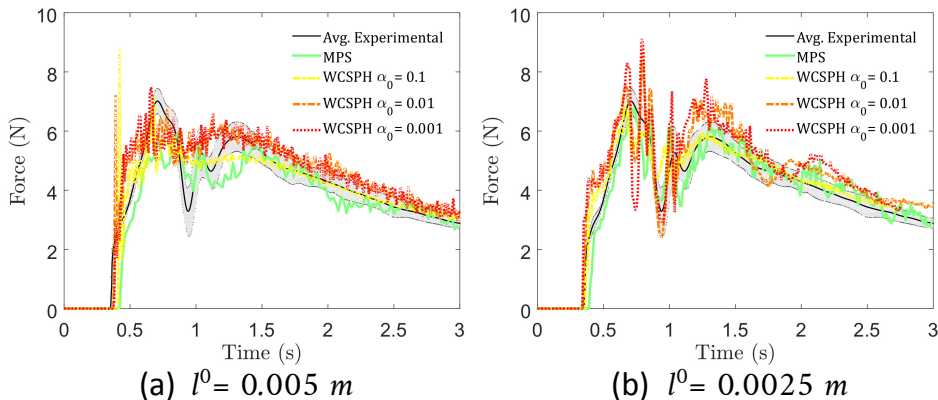 10
8
6
4
2
0
Force (N)
0
0.5
1
1.5
2
2.5
3
Time (s)
Avg. Experimental
MPS
WCSPH α₀= 0.1
WCSPH α₀= 0.01
WCSPH α₀= 0.001
(a) l⁰= 0.005 m
10
8
6
4
2
0
Force (N)
0
0.5
1
1.5
2
2.5
3
Time (s)
Avg. Experimental
MPS
WCSPH α₀= 0.1
WCSPH α₀= 0.01
WCSPH α₀= 0.001
(b) l⁰= 0.0025 m